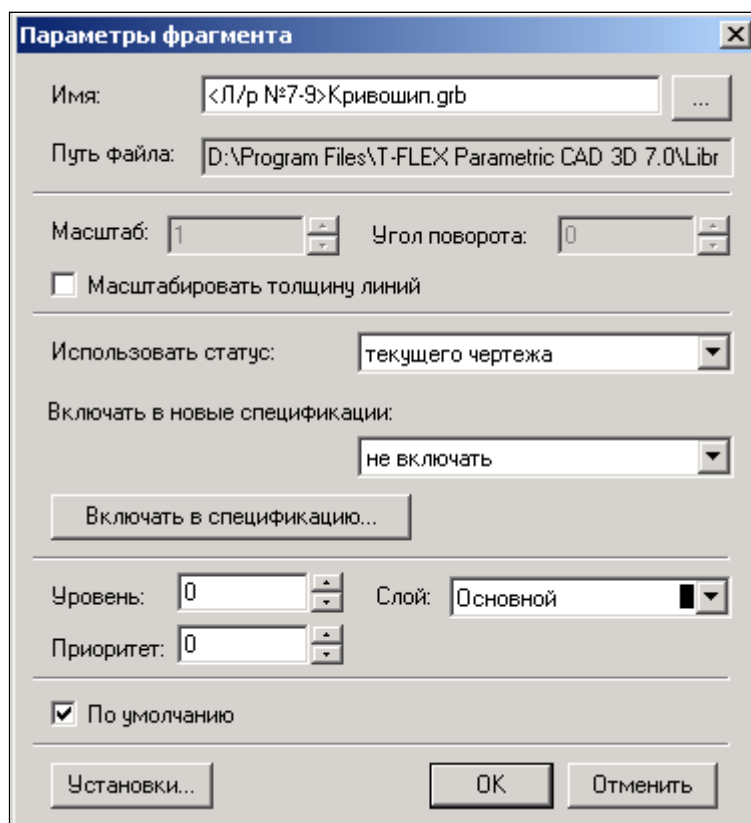 Параметры фрагмента
Имя: <Л/р №7-9>Кривошип.grb ...
Путь файла: D:\Program Files\T-FLEX Parametric CAD 3D 7.0\Libr
Масштаб: 1 Угол поворота: 0
Масштабировать толщину линий
Использовать статус: текущего чертежа
Включать в новые спецификации:
не включать
Включать в спецификацию...
Уровень: 0 Слой: Основной
Приоритет: 0
По умолчанию
Установки... OK Отменить